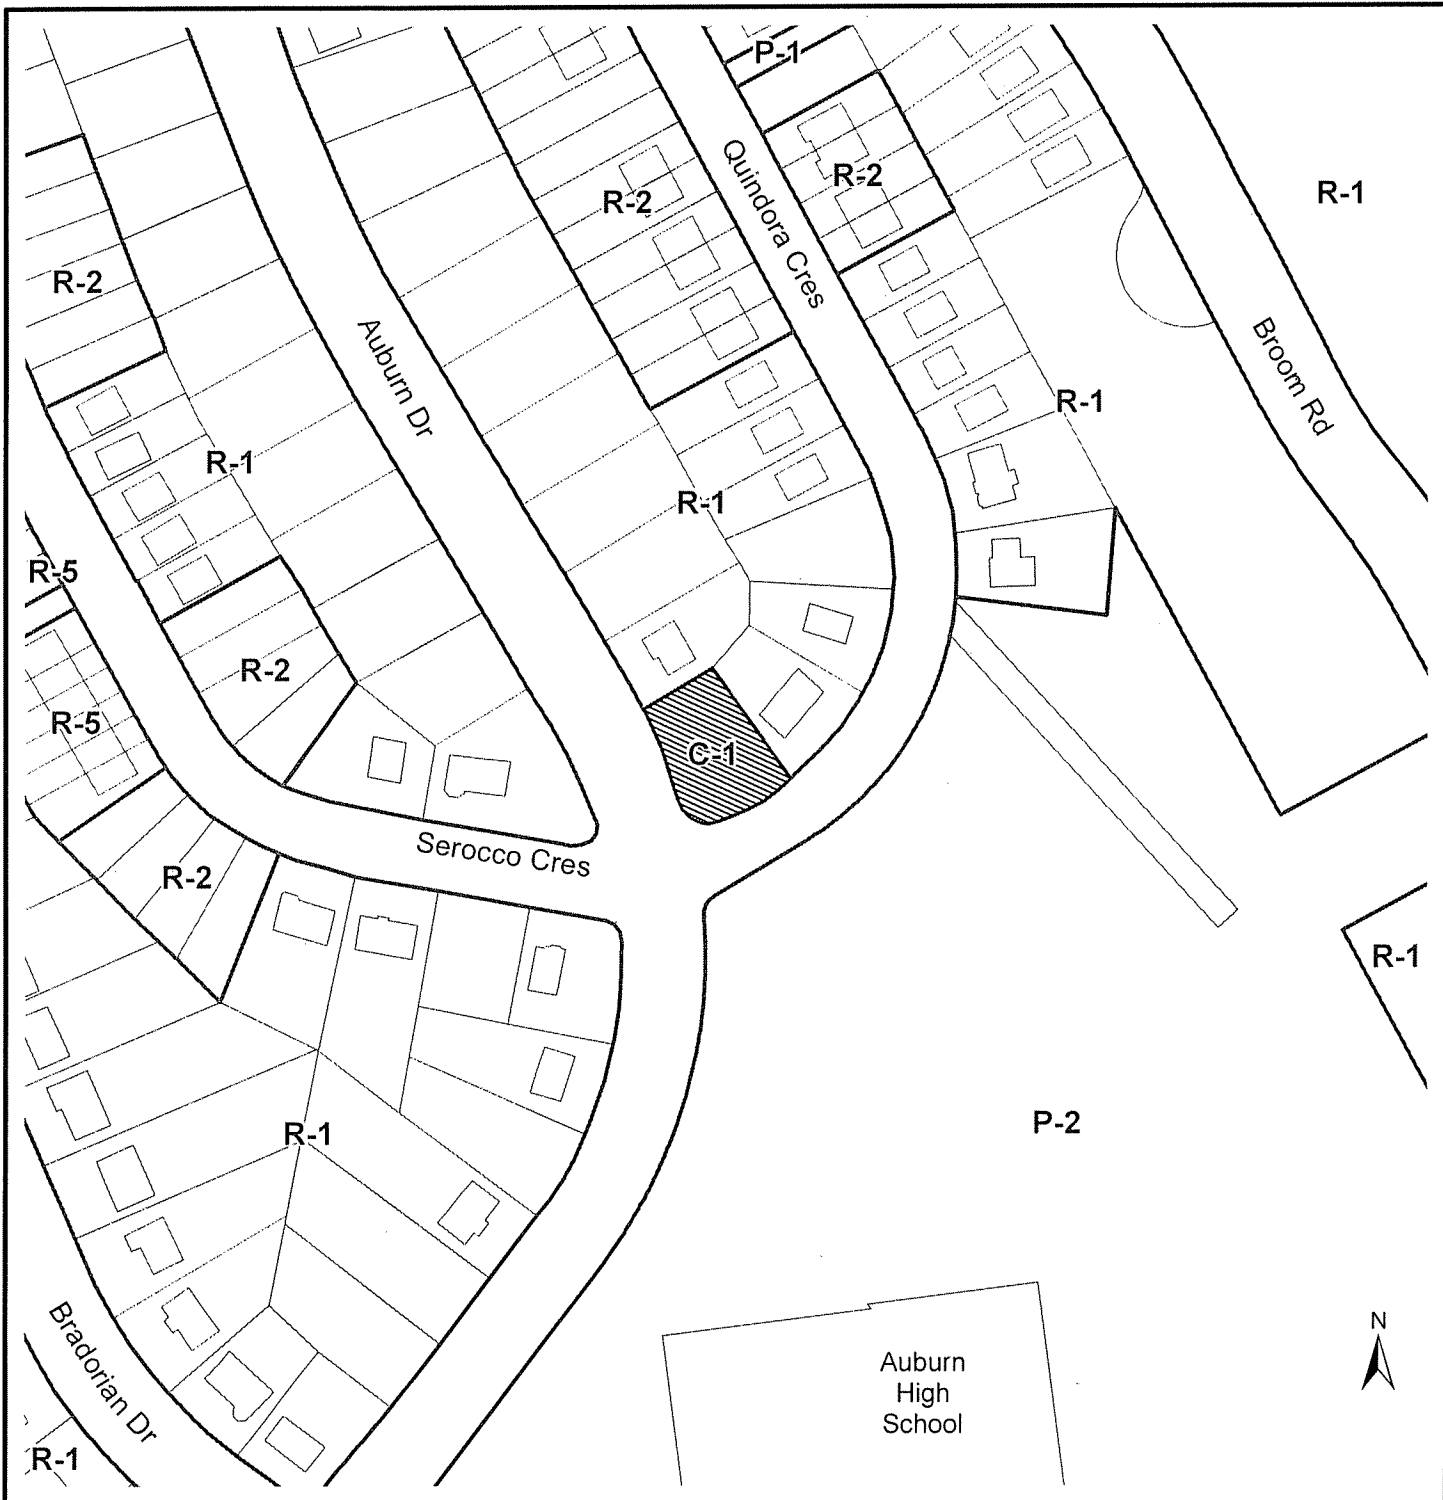 P-1
R-2
R-2
R-1
Quindora Cres
R-2
Auburn Dr
Broom Rd
R-1
R-1
R-1
R-5
R-2
R-5
C-1
Serocco Cres
R-2
R-1
P-2
R-1
N
Bradorian Dr
Auburn
High
School
R-1